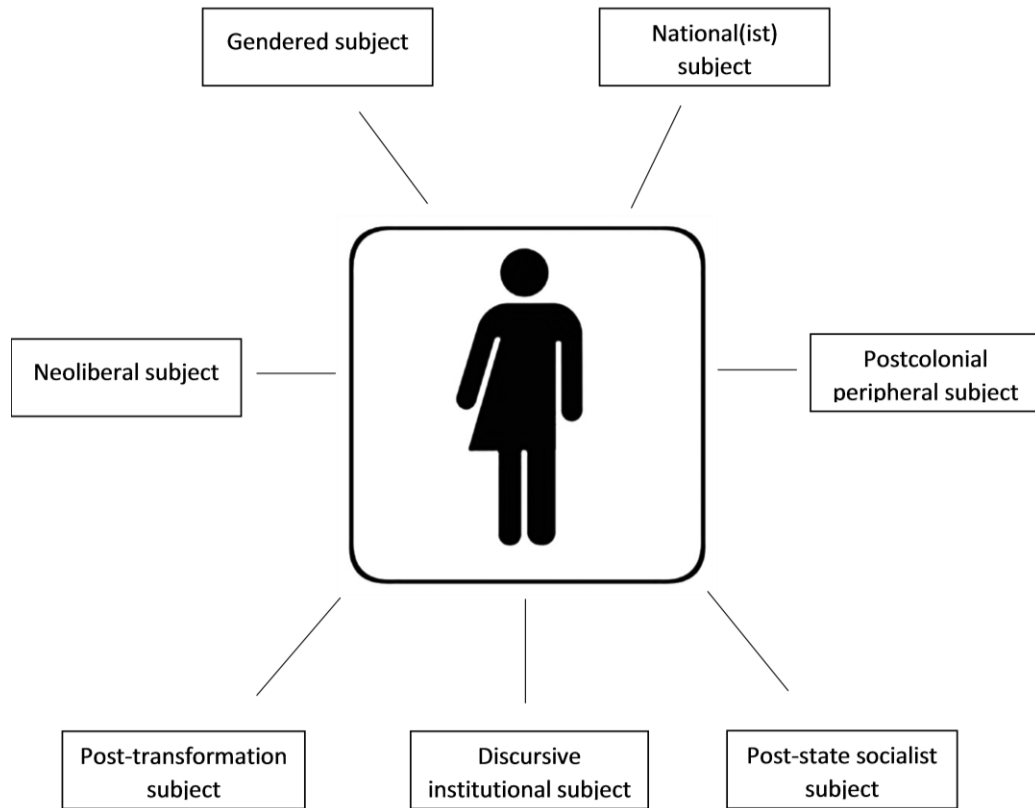 Gendered subject
National(ist)
subject
Neoliberal subject
Postcolonial
peripheral subject
Post-transformation
subject
Discursive
institutional subject
Post-state socialist
subject